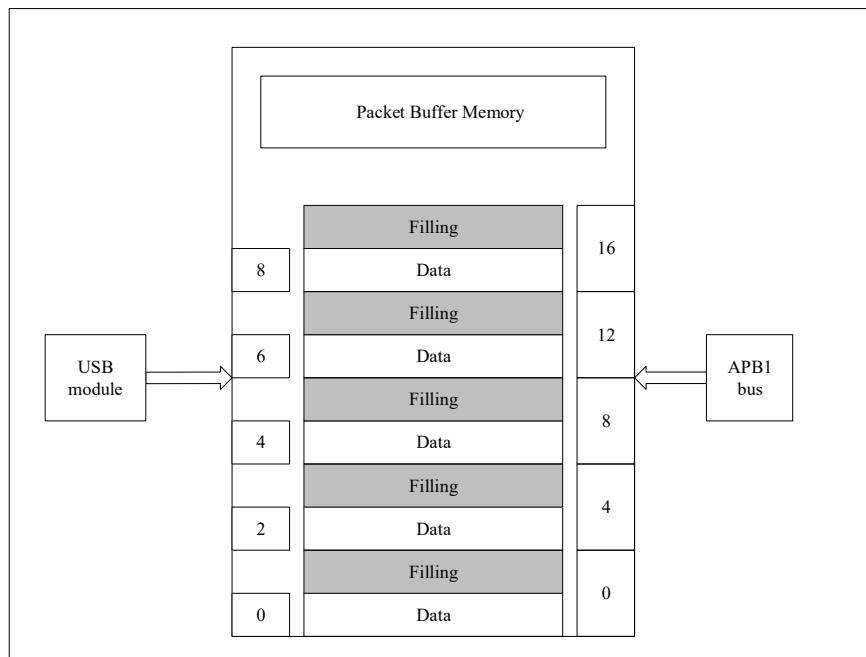 Packet Buffer Memory
Filling
16
8
Data
Filling
12
USB
module
6
Data
APB1
bus
Filling
8
4
Data
Filling
4
2
Data
Filling
0
0
Data